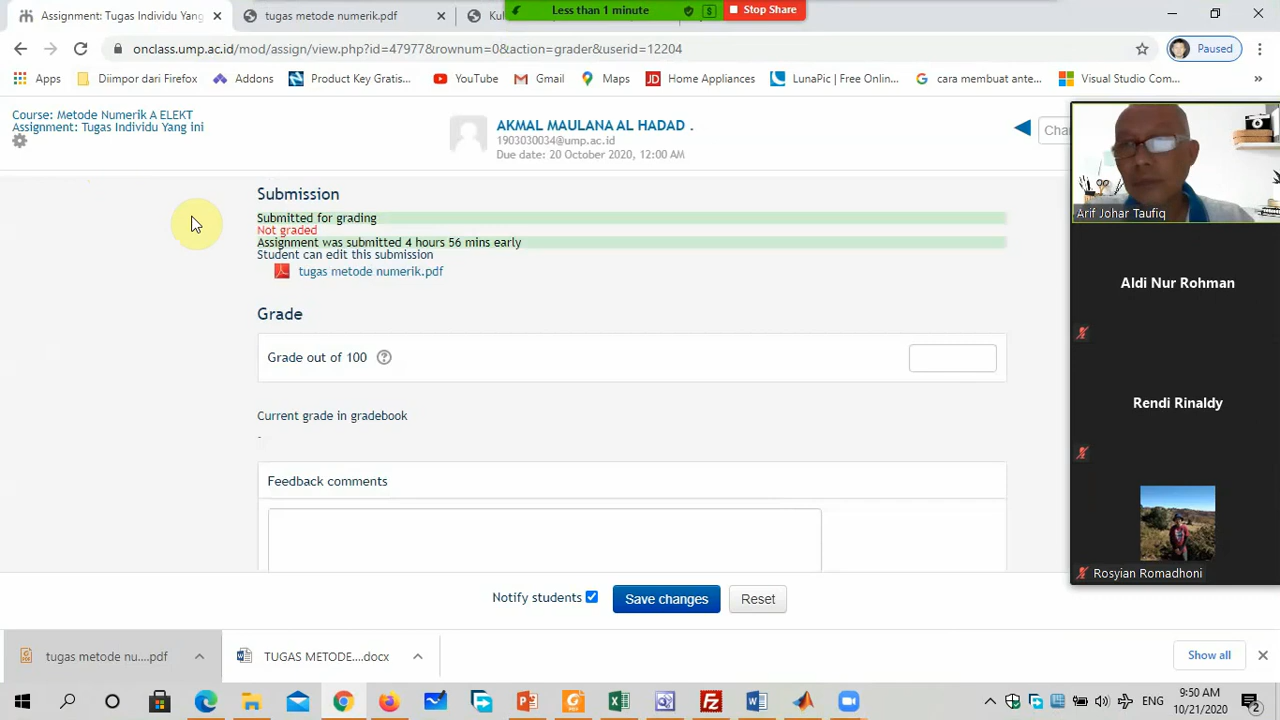 Less than 1 minute
Stop Share
Assignment: Tugas Individu Yang i
tugas metode numerik.pdf
onclass.ump.ac.id/mod/assign/view.php?id=47977&rownum=0&action=grader&userid=12204
Paused
Apps
Diimpor dari Firefox
Addons
Product Key Gratis...
YouTube
Gmail
Maps
Home Appliances
LunaPic | Free Onlin...
cara membuat ante...
Visual Studio Com...
Course: Metode Numerik A ELEKT
Assignment: Tugas Individu Yang ini
AKMAL MAULANA AL HADAD .
1903030034@ump.ac.id
Due date: 20 October 2020, 12:00 AM
Arif Johar Taufiq
Submission
Submitted for grading
Not graded
Assignment was submitted 4 hours 56 mins early
Student can edit this submission
tugas metode numerik.pdf
Aldi Nur Rohman
Grade
Grade out of 100
Rendi Rinaldy
Current grade in gradebook
-
Feedback comments
Rosyian Romadhoni
Notify students
Save changes
Reset
tugas metode nu....pdf
TUGAS METODE....docx
Show all
ENG
9:50 AM
10/21/2020
2